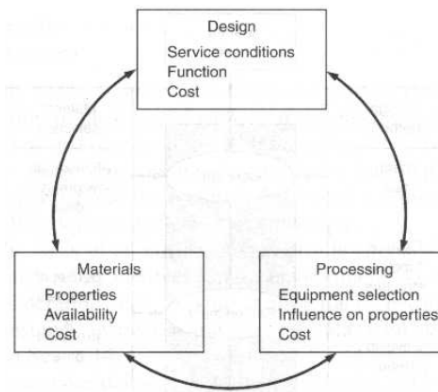 Design
Service conditions
Function
Cost
Materials
Properties
Availability
Cost
Processing
Equipment selection
Influence on properties
Cost